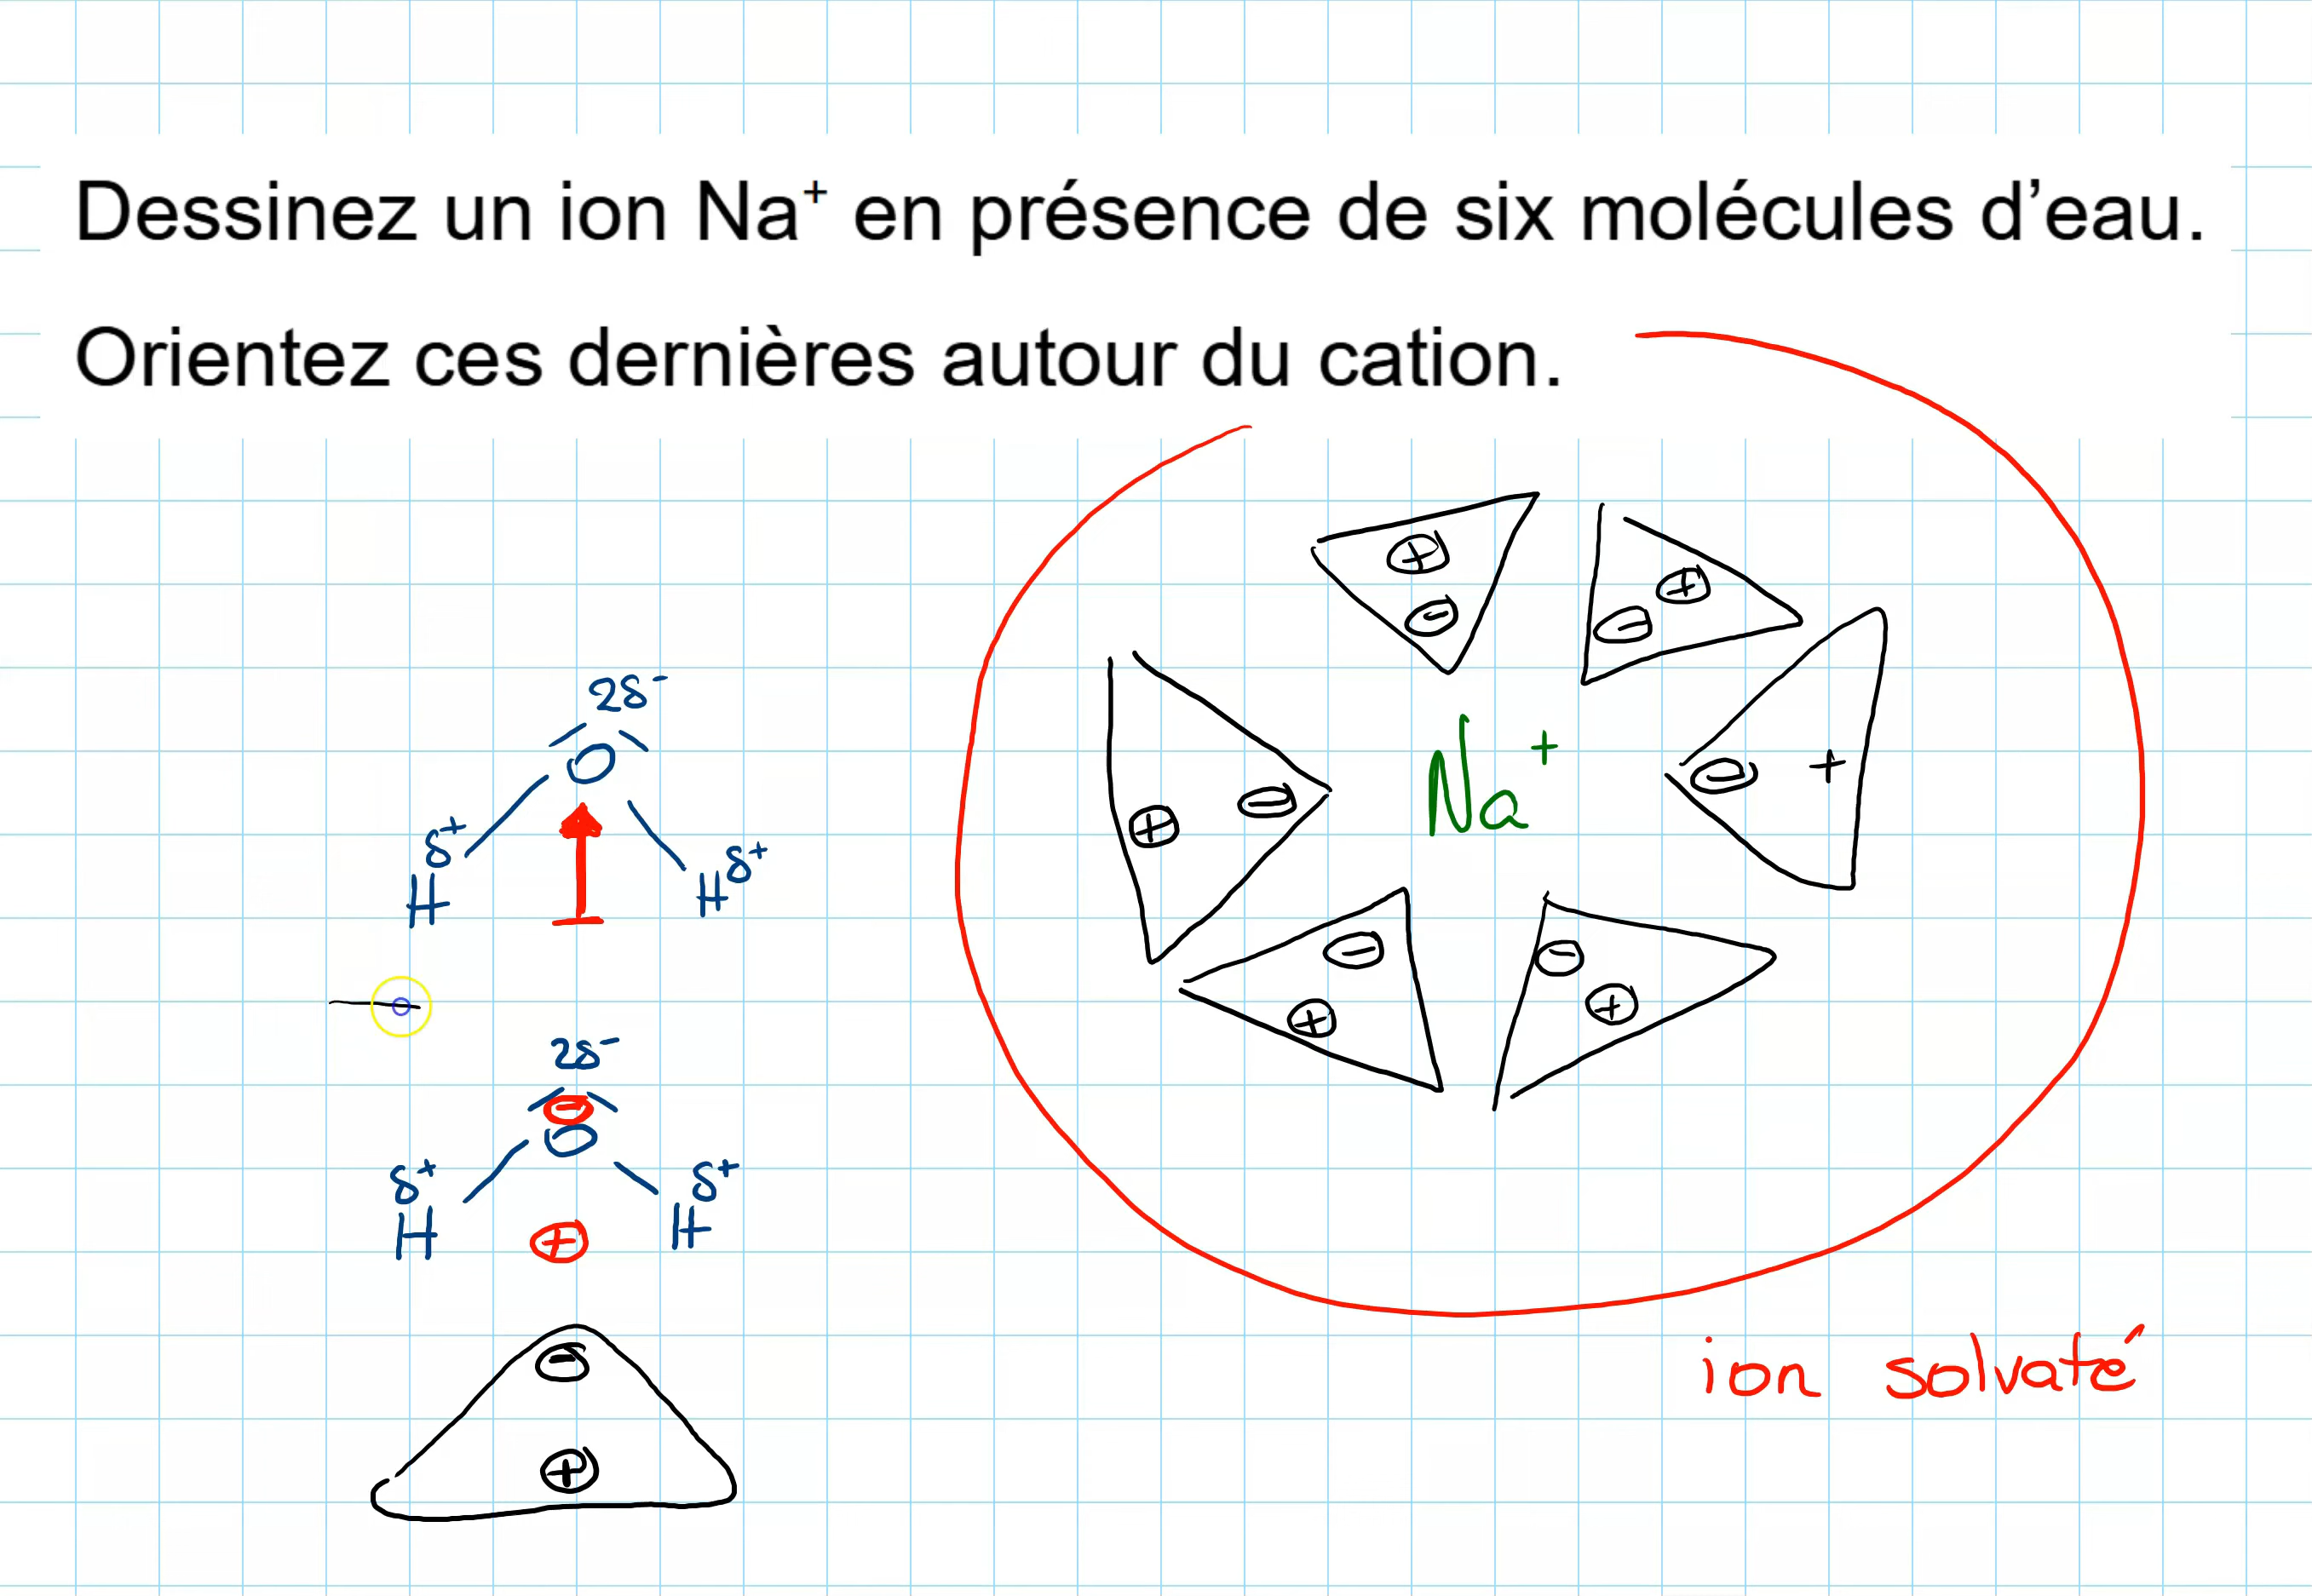 Dessinez un ion Na⁺ en présence de six molécules d’eau.
Orientez ces dernières autour du cation.
2δ⁻
O
δ⁺ δ⁺
H H
2δ⁻
⊖
O
δ⁺ δ⁺
H ⊕ H
⊖
⊕
⊕ ⊕
⊖ ⊖
Na⁺
⊕ ⊖ ⊖ +
⊖ ⊖
⊕ ⊕
ion solvaté